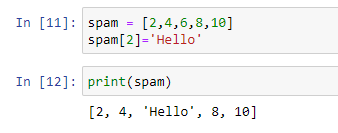 In [11]: spam = [2,4,6,8,10]
spam[2]='Hello'
In [12]: print(spam)
[2, 4, 'Hello', 8, 10]